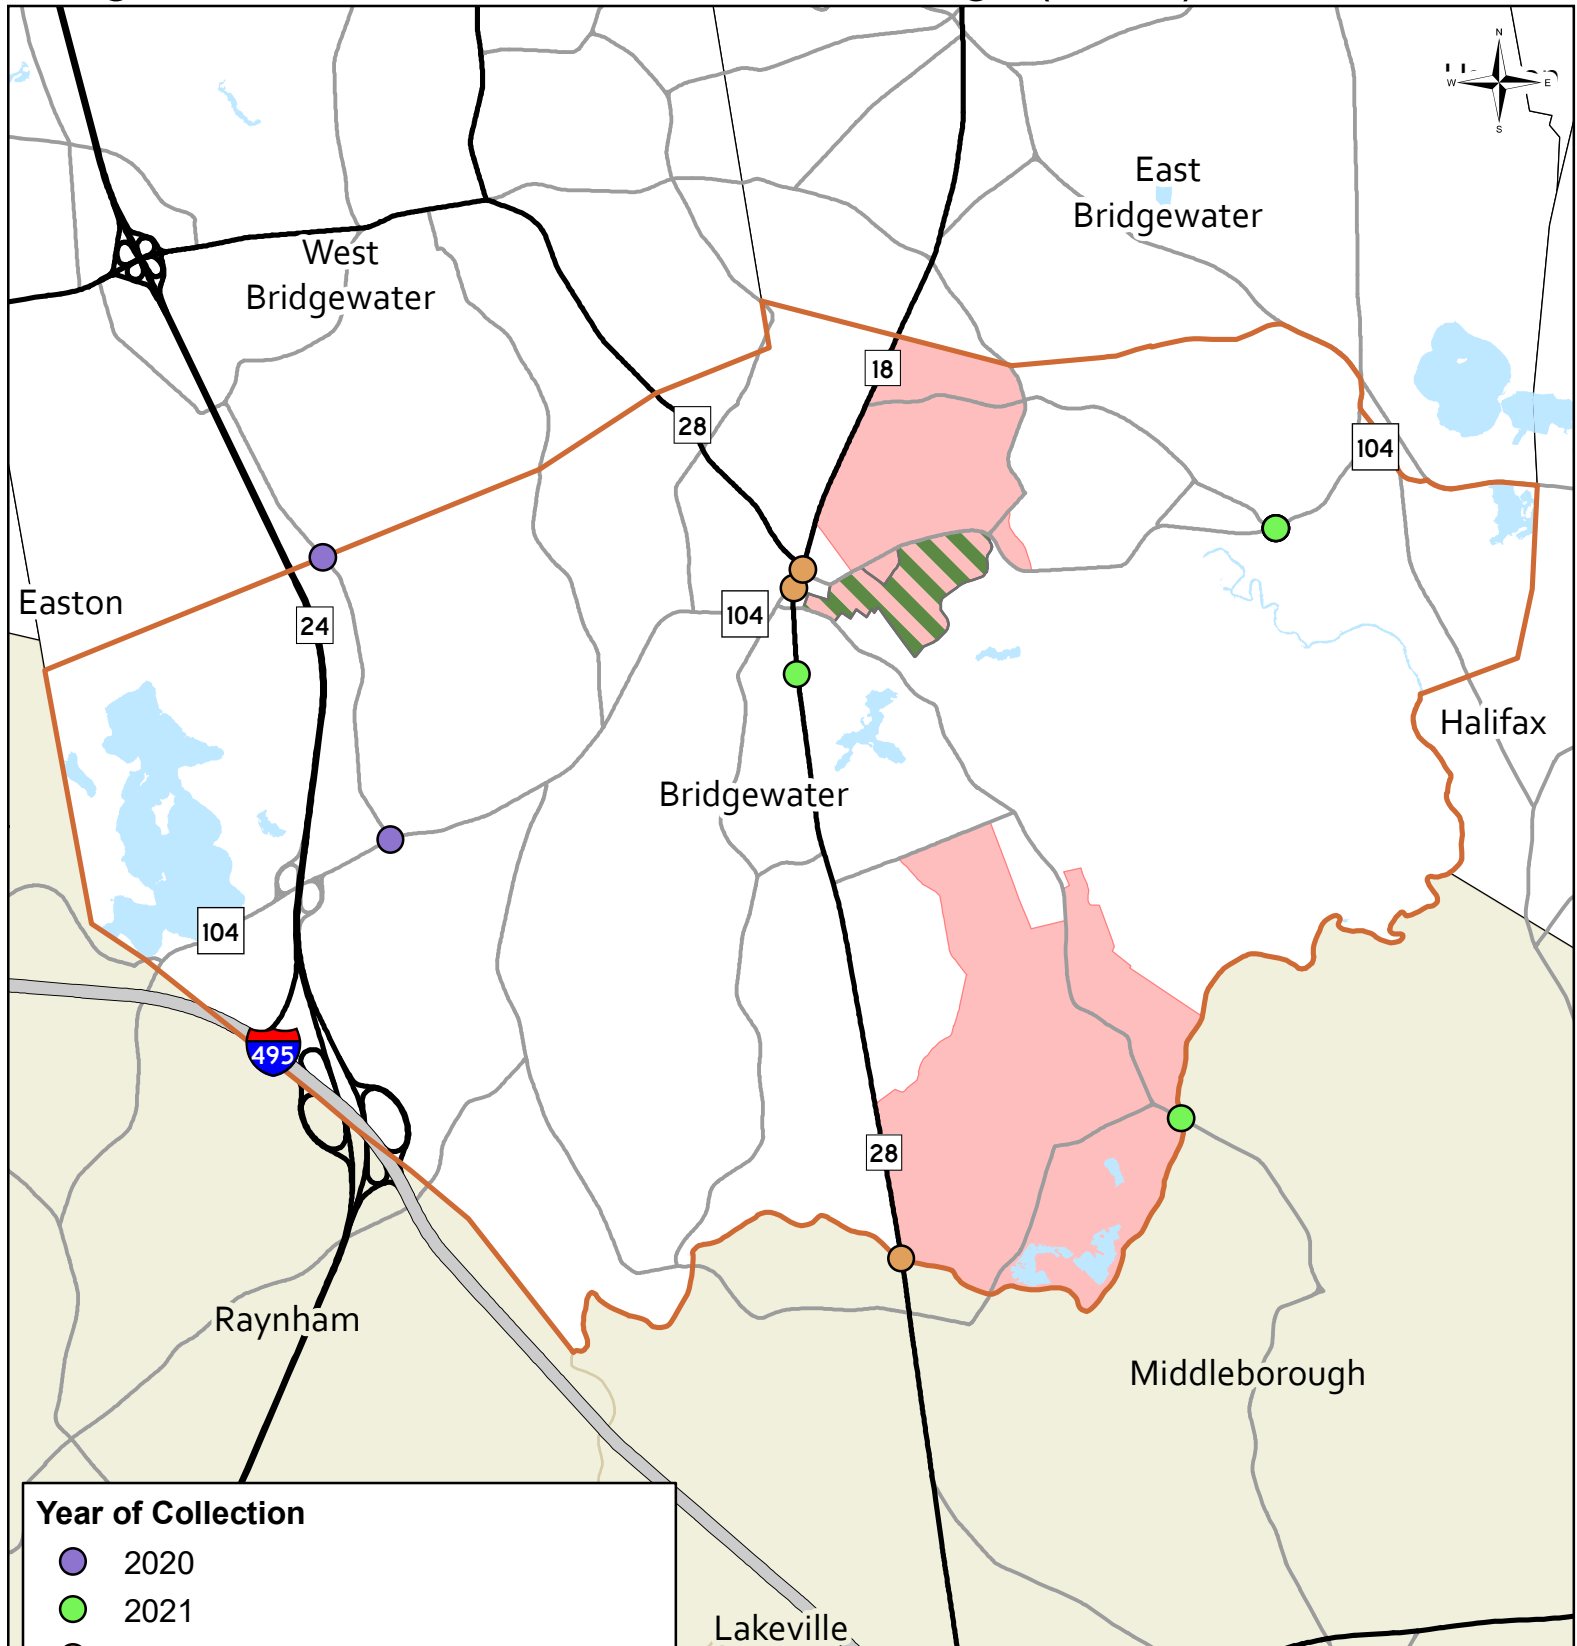 N
W
E
S
East
Bridgewater
West
Bridgewater
18
28
104
Easton
24
104
Halifax
Bridgewater
104
495
28
Raynham
Middleborough
Year of Collection
2020
2021
Lakeville